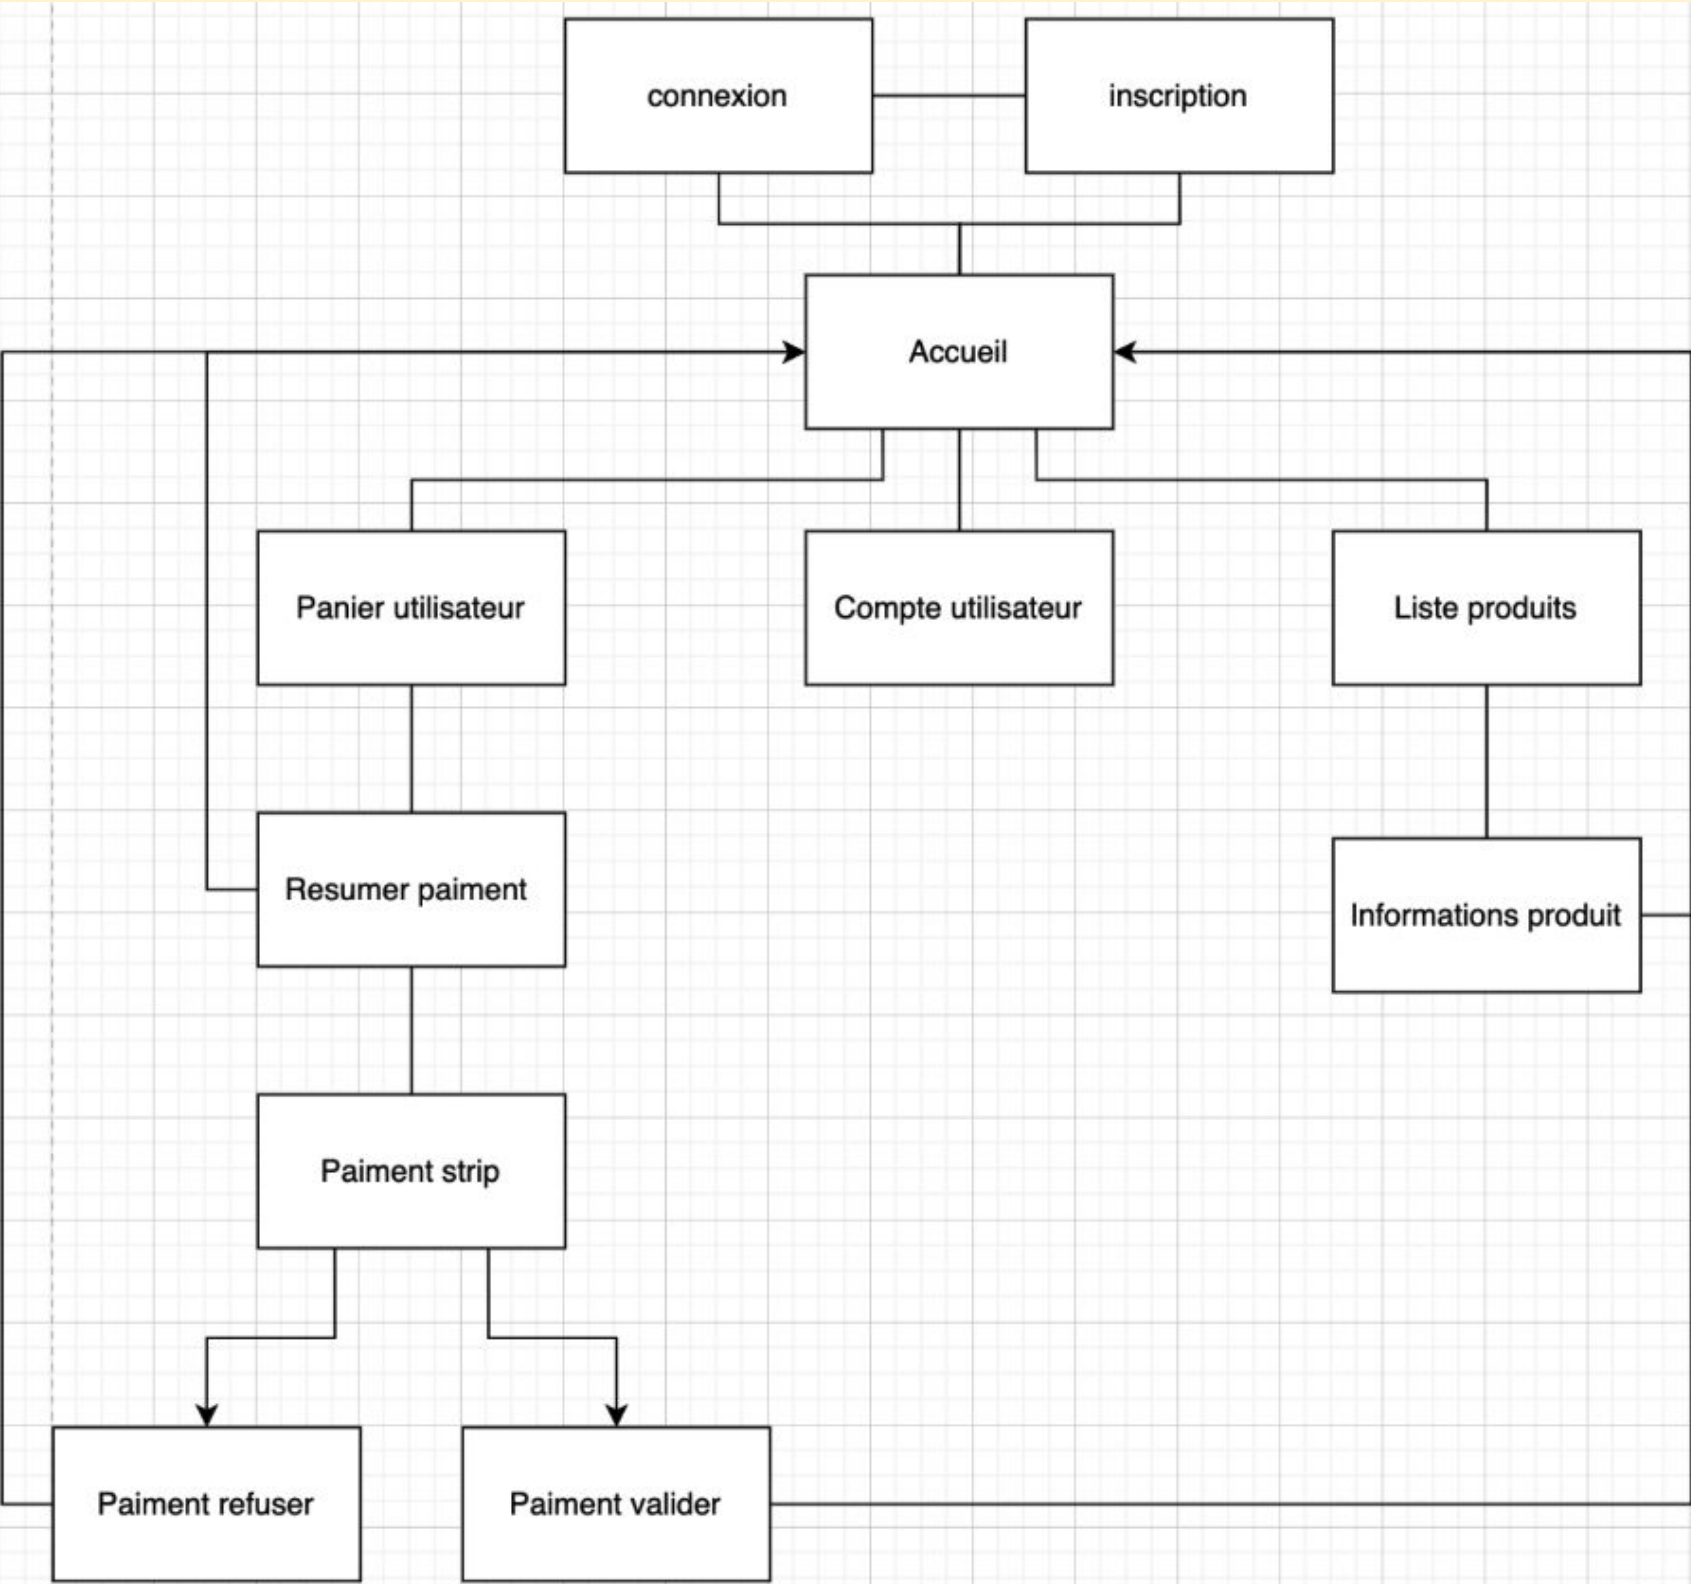 connexion
inscription
Accueil
Panier utilisateur
Compte utilisateur
Liste produits
Resumer paiment
Informations produit
Paiment strip
Paiment refuser
Paiment valider